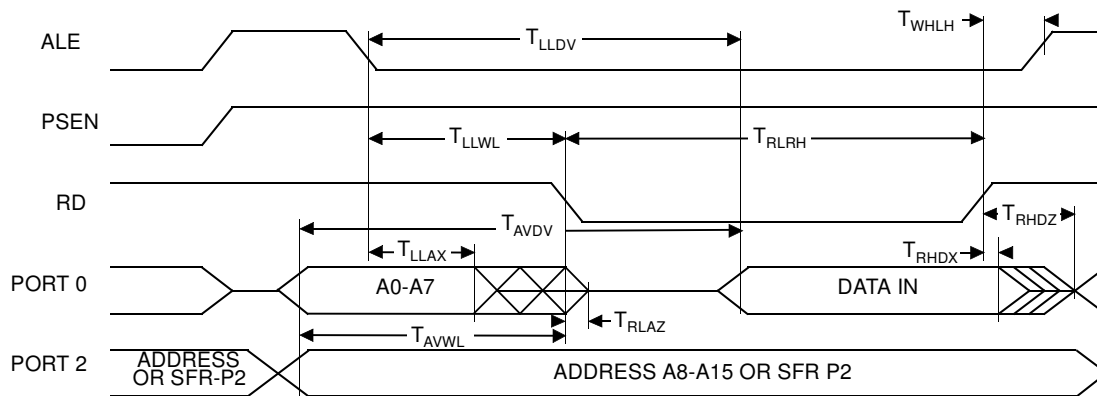 ALE
T_LLDV
T_WHLH
PSEN
T_LLWL
T_RLRH
RD
T_AVDV
T_RHDZ
T_LLAX
T_RHDX
PORT 0
A0-A7
DATA IN
T_RLAZ
T_AVWL
PORT 2
ADDRESS
OR SFR-P2
ADDRESS A8-A15 OR SFR P2